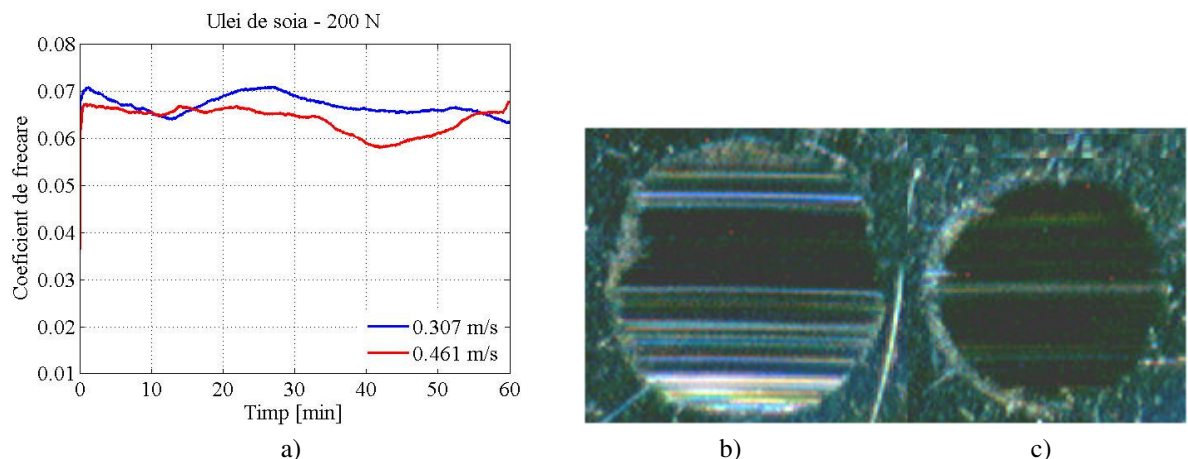 Ulei de soia - 200 N
Coeficient de frecare
0.08
0.07
0.06
0.05
0.04
0.03
0.02
0.01
0.307 m/s
0.461 m/s
0 10 20 30 40 50 60
Timp [min]
a) b) c)